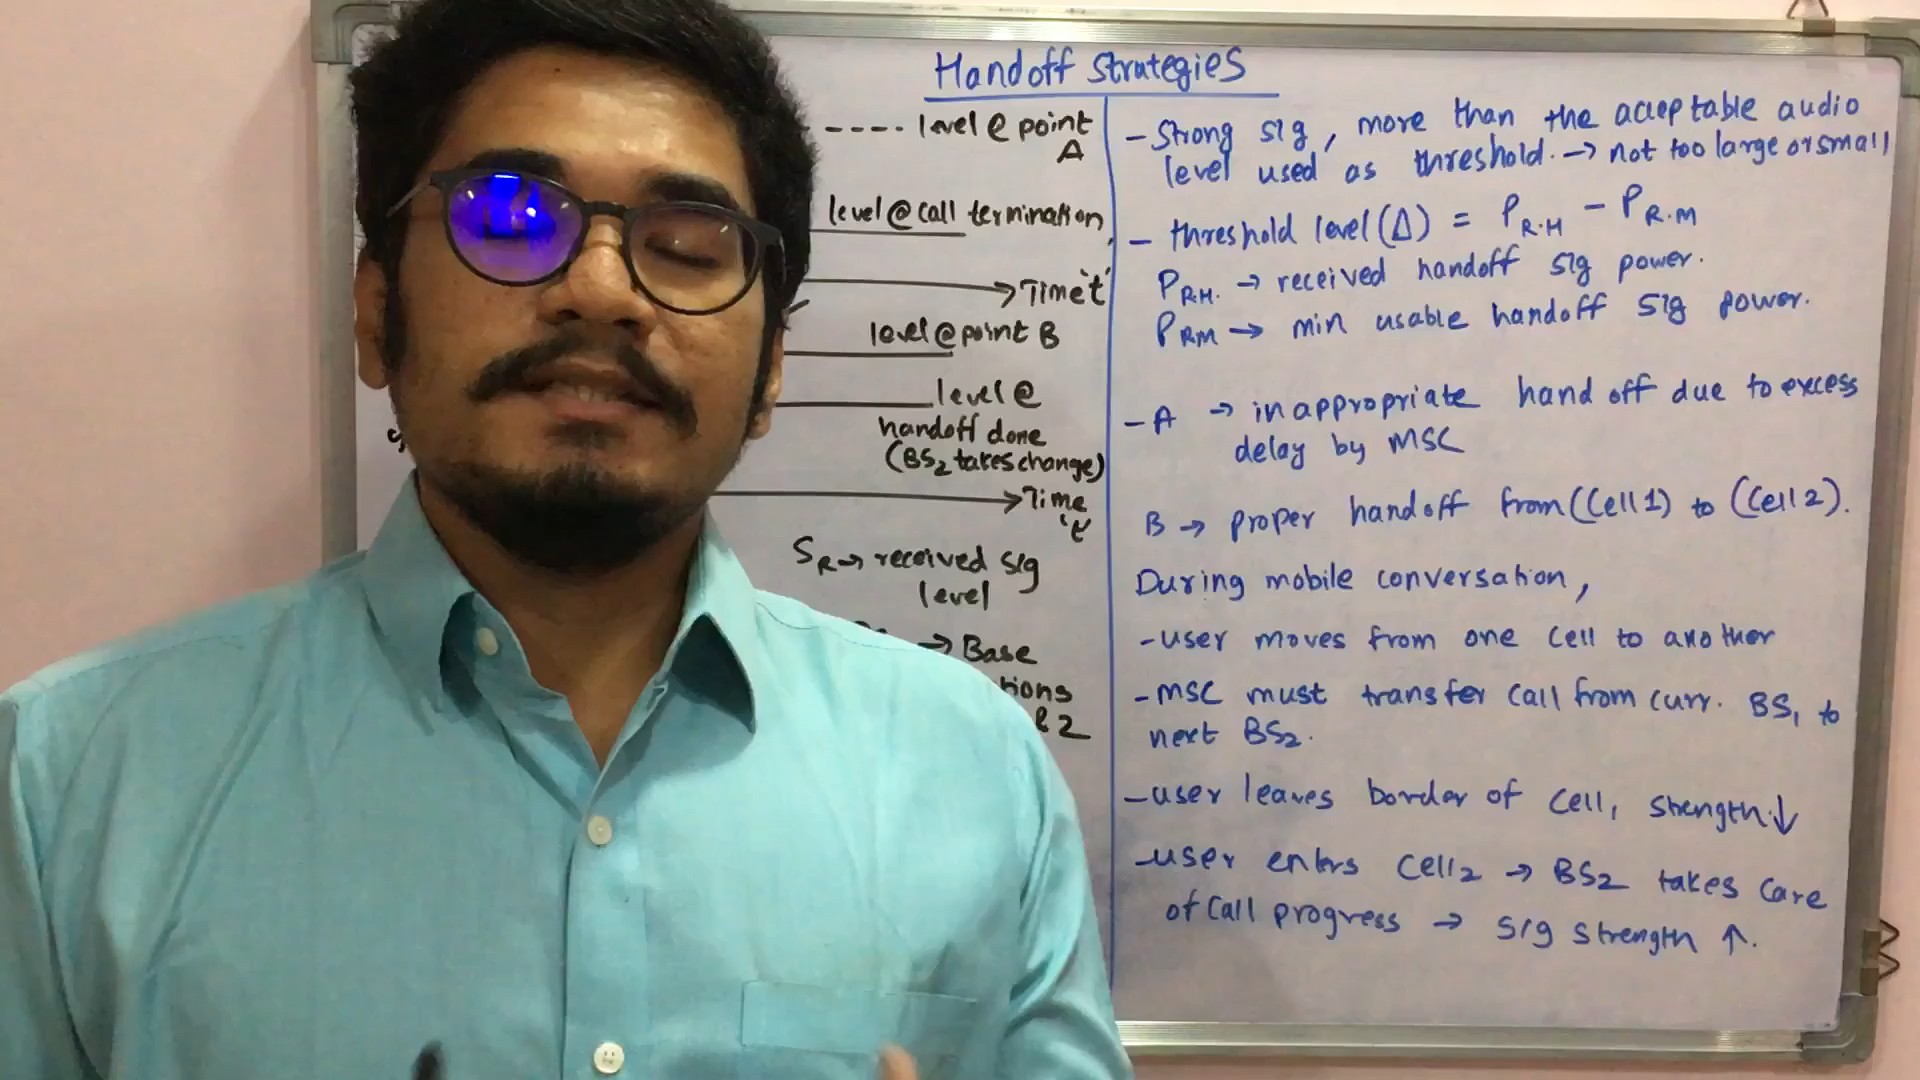 Handoff Strategies
---- level @ point
A
level @ call termination
Time 't'
level @ point B
level @
handoff done
(BS2 takes change)
Time
't'
SR → received sig
level
→ Base
tions
& 2
- Strong sig, more than the acceptable audio
level used as threshold. → not too large or small
- threshold level (Δ) = PR.H - PR.M
PR.H. → received handoff sig power.
PRM → min usable handoff sig power.
- A → inappropriate hand off due to excess
delay by MSC
B → proper handoff from (Cell 1) to (Cell 2).
During mobile conversation,
- user moves from one cell to another
- MSC must transfer call from curr. BS1 to
next BS2.
- user leaves border of cell1 strength ↓
- user enters cell2 → BS2 takes care
of call progress → sig strength ↑.